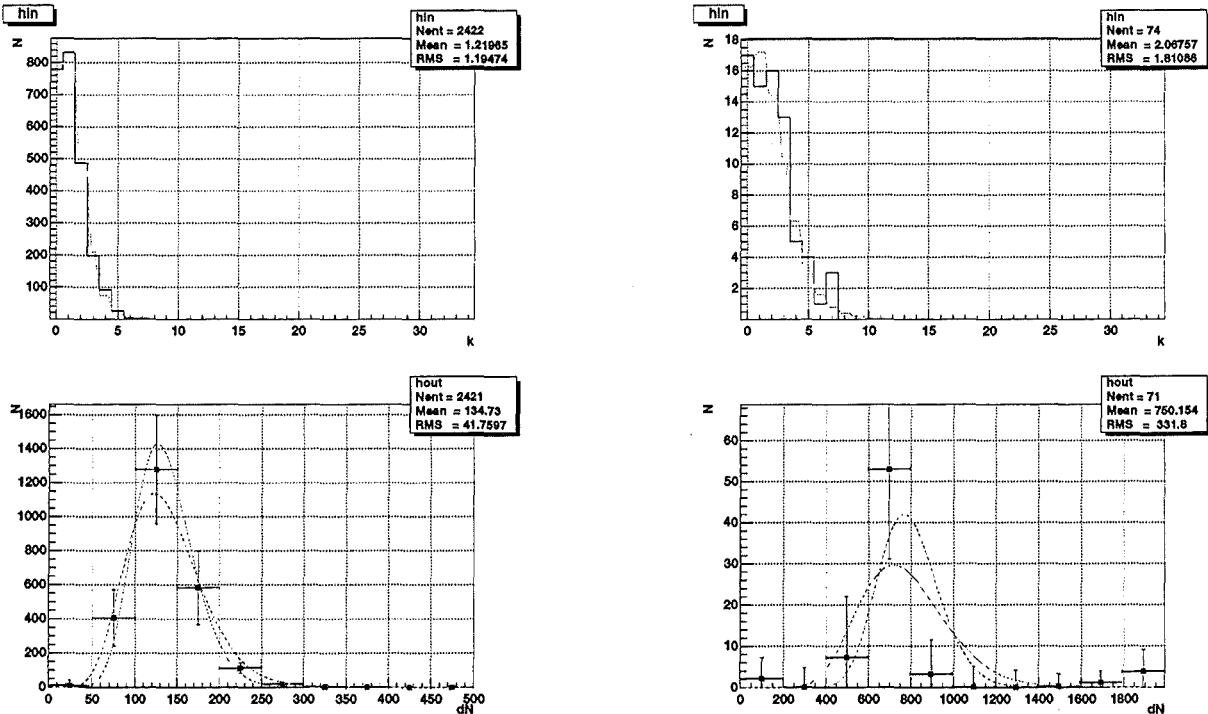 hin
hin
Nent = 2422
Mean = 1.21965
RMS = 1.19474
N
800
700
600
500
400
300
200
100
0 5 10 15 20 25 30
k
hin
hin
Nent = 74
Mean = 2.06757
RMS = 1.81086
N
18
16
14
12
10
8
6
4
2
0 5 10 15 20 25 30
k
hout
Nent = 2421
Mean = 134.73
RMS = 41.7597
N
1600
1400
1200
1000
800
600
400
200
0
0 50 100 150 200 250 300 350 400 450 500
dN
hout
Nent = 71
Mean = 750.154
RMS = 331.8
N
60
50
40
30
20
10
0
0 200 400 600 800 1000 1200 1400 1600 1800
dN